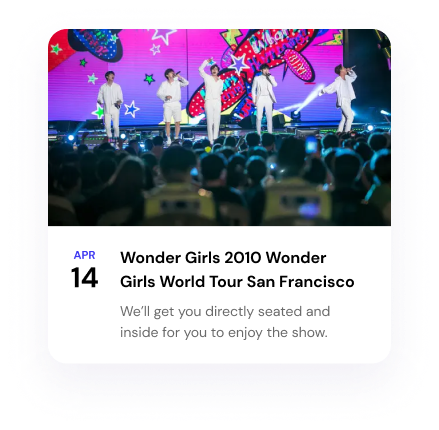 APR
14
Wonder Girls 2010 Wonder
Girls World Tour San Francisco
We'll get you directly seated and
inside for you to enjoy the show.